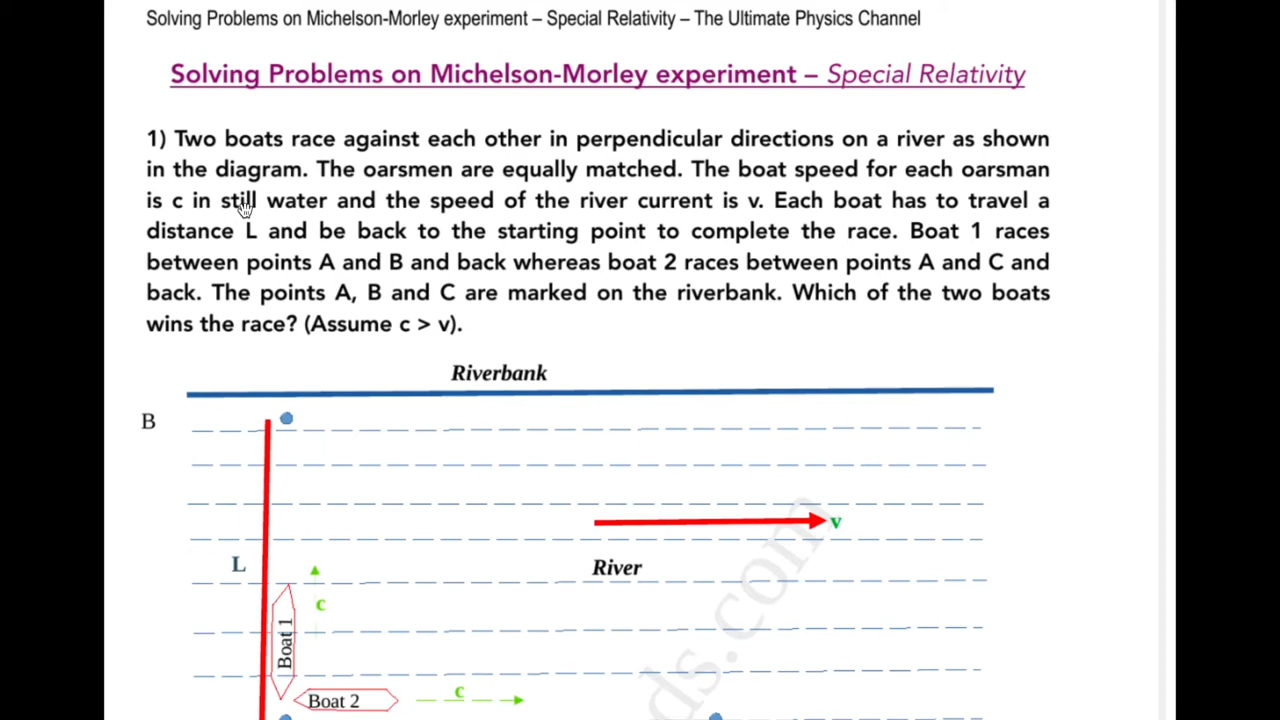 Solving Problems on Michelson-Morley experiment – Special Relativity – The Ultimate Physics Channel
Solving Problems on Michelson-Morley experiment – Special Relativity
1) Two boats race against each other in perpendicular directions on a river as shown
in the diagram. The oarsmen are equally matched. The boat speed for each oarsman
is c in still water and the speed of the river current is v. Each boat has to travel a
distance L and be back to the starting point to complete the race. Boat 1 races
between points A and B and back whereas boat 2 races between points A and C and
back. The points A, B and C are marked on the riverbank. Which of the two boats
wins the race? (Assume c > v).
Riverbank
B
v
L
River
c
Boat 1
Boat 2
c
ds.com